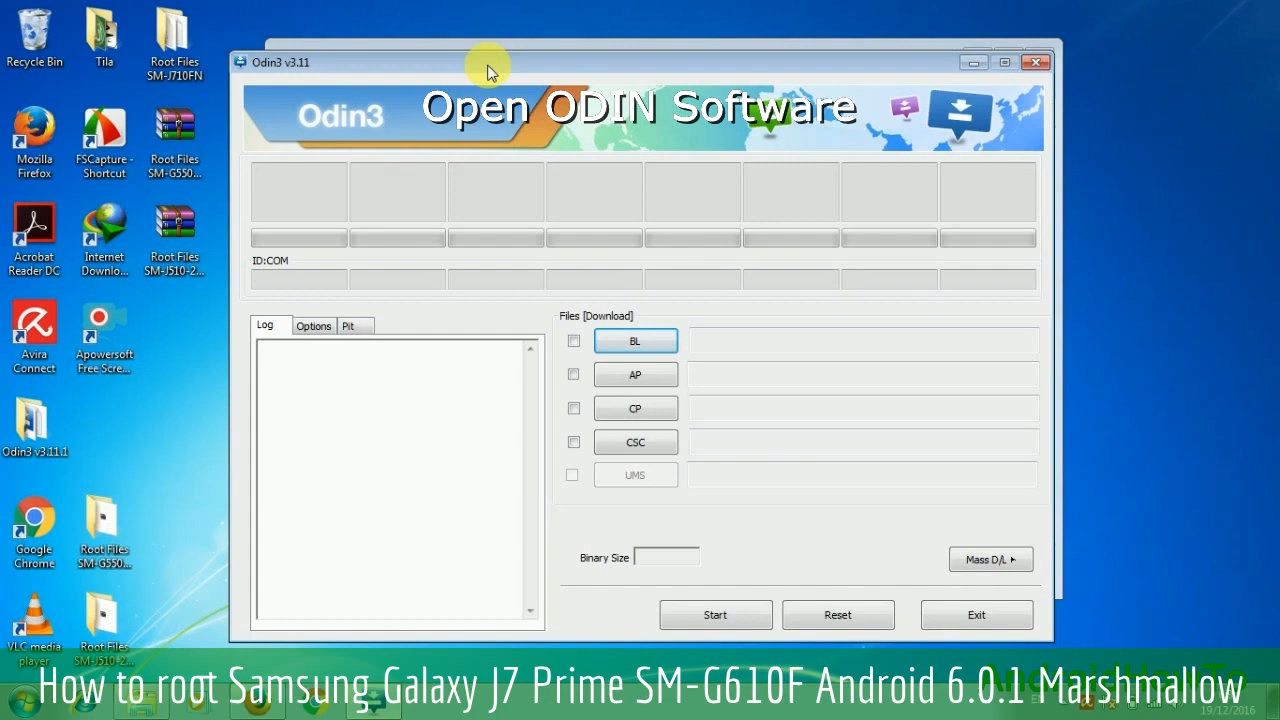 Recycle Bin
Tila
Root Files
SM-J710FN
Mozilla
Firefox
FSCapture -
Shortcut
Root Files
SM-G550...
Acrobat
Reader DC
Internet
Downlo...
Root Files
SM-J510-2...
Avira
Connect
Apowersoft
Free Scre...
Odin3 v3.11.1
Google
Chrome
Root Files
SM-G550...
VLC media
player
Root Files
SM-J510-2...
Odin3 v3.11
Odin3
Open ODIN Software
ID:COM
Log
Options
Pit
Files [Download]
BL
AP
CP
CSC
UMS
Binary Size
Mass D/L
Start
Reset
Exit
How to root Samsung Galaxy J7 Prime SM-G610F Android 6.0.1 Marshmallow
19/12/2016